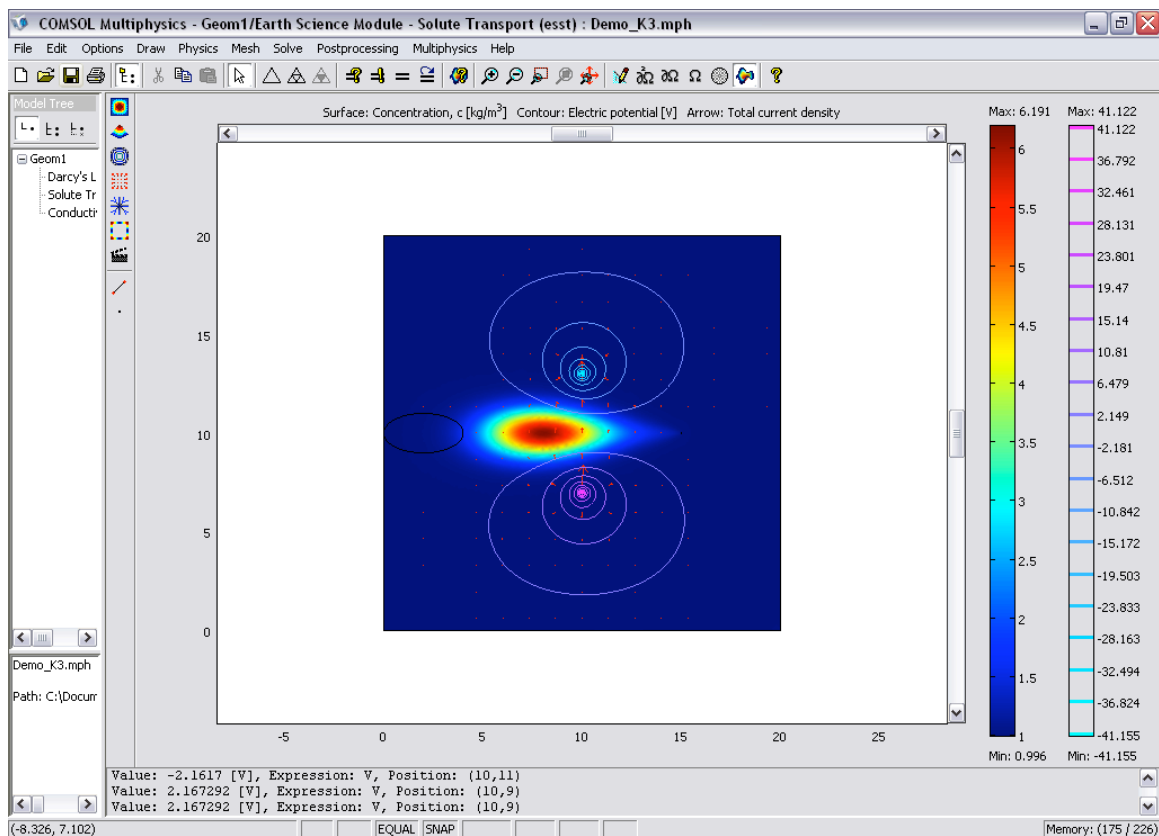 COMSOL Multiphysics - Geom1/Earth Science Module - Solute Transport (esst) : Demo_K3.mph
File Edit Options Draw Physics Mesh Solve Postprocessing Multiphysics Help
Model Tree
Geom1
Darcy's L
Solute Tr
Conducti
Surface: Concentration, c [kg/m³] Contour: Electric potential [V] Arrow: Total current density
Max: 6.191
Max: 41.122
20
15
10
5
0
-5
0
5
10
15
20
25
6
5.5
5
4.5
4
3.5
3
2.5
2
1.5
1
Min: 0.996
41.122
36.792
32.461
28.131
23.801
19.47
15.14
10.81
6.479
2.149
-2.181
-6.512
-10.842
-15.172
-19.503
-23.833
-28.163
-32.494
-36.824
-41.155
Min: -41.155
Demo_K3.mph
Path: C:\Docum
Value: -2.1617 [V], Expression: V, Position: (10,11)
Value: 2.167292 [V], Expression: V, Position: (10,9)
Value: 2.167292 [V], Expression: V, Position: (10,9)
(-8.326, 7.102)
EQUAL SNAP
Memory: (175 / 226)